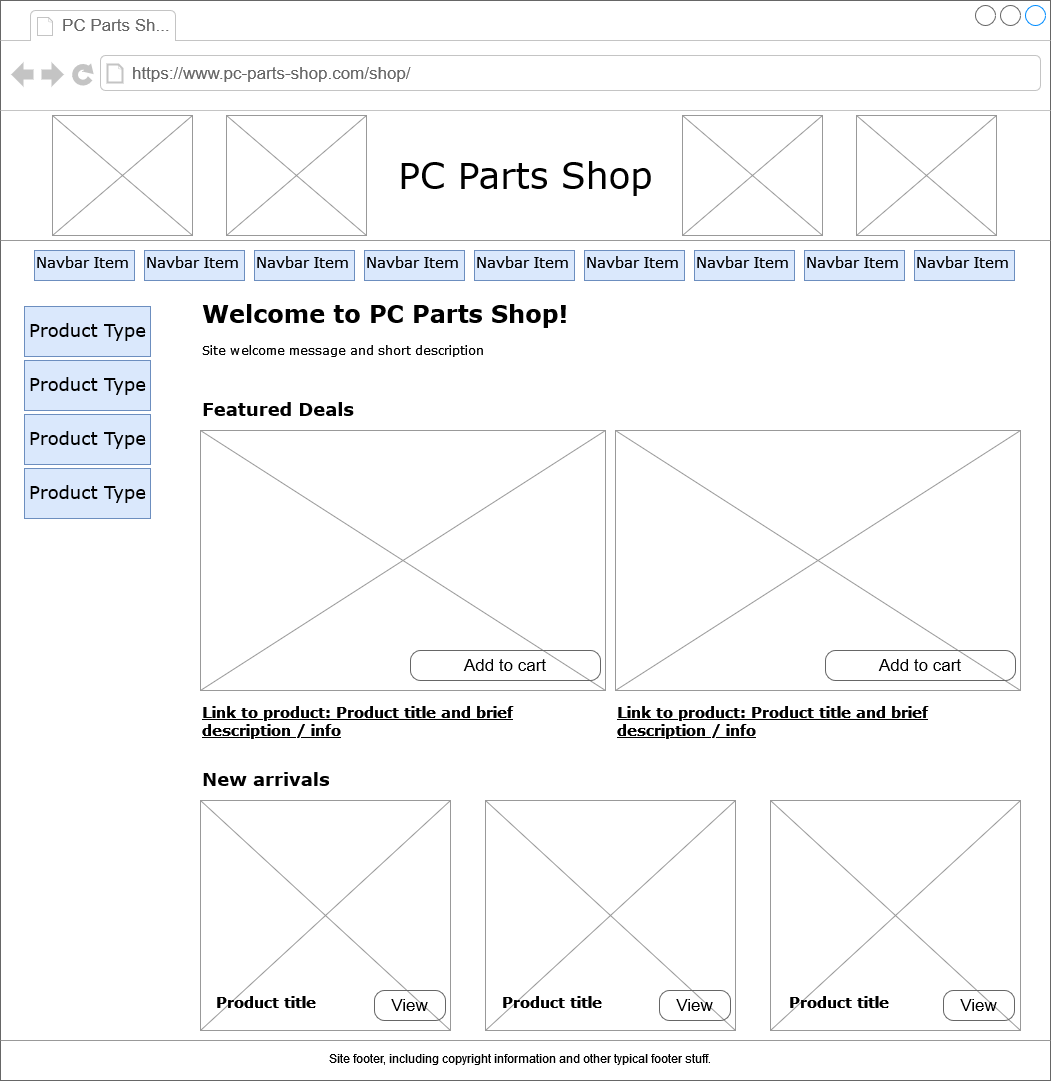 PC Parts Sh...
https://www.pc-parts-shop.com/shop/
PC Parts Shop
Navbar Item Navbar Item Navbar Item Navbar Item Navbar Item Navbar Item Navbar Item Navbar Item Navbar Item
Product Type
Product Type
Product Type
Product Type
Welcome to PC Parts Shop!
Site welcome message and short description
Featured Deals
Add to cart
Link to product: Product title and brief
description / info
Add to cart
Link to product: Product title and brief
description / info
New arrivals
Product title View
Product title View
Product title View
Site footer, including copyright information and other typical footer stuff.